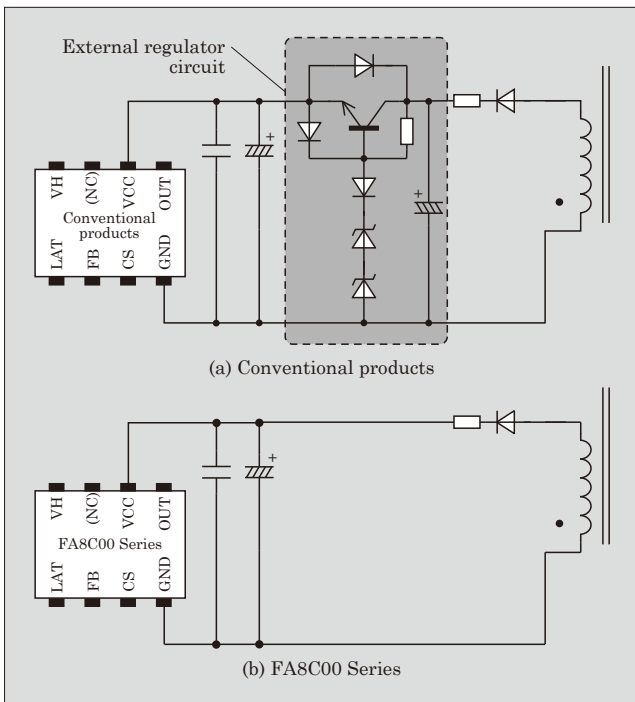 External regulator
circuit
+
+
VH
(NC)
VCC
OUT
Conventional
products
LAT
FB
CS
GND
(a) Conventional products
+
VH
(NC)
VCC
OUT
FA8C00 Series
LAT
FB
CS
GND
(b) FA8C00 Series